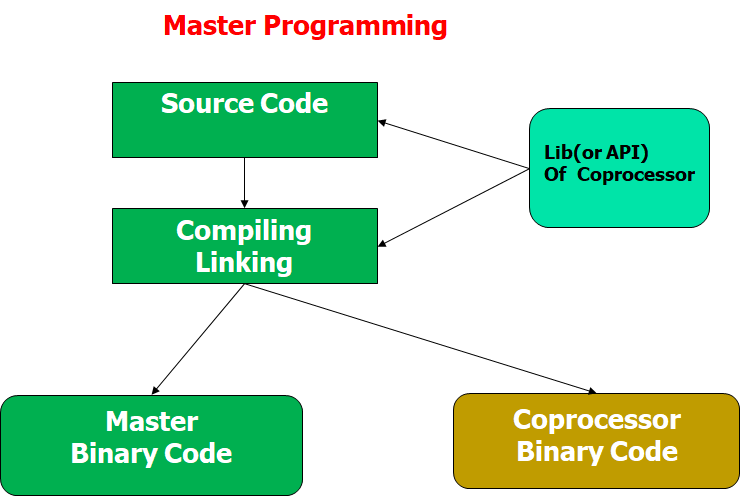 Master Programming
Source Code
Lib(or API)
Of Coprocessor
Compiling
Linking
Master
Binary Code
Coprocessor
Binary Code